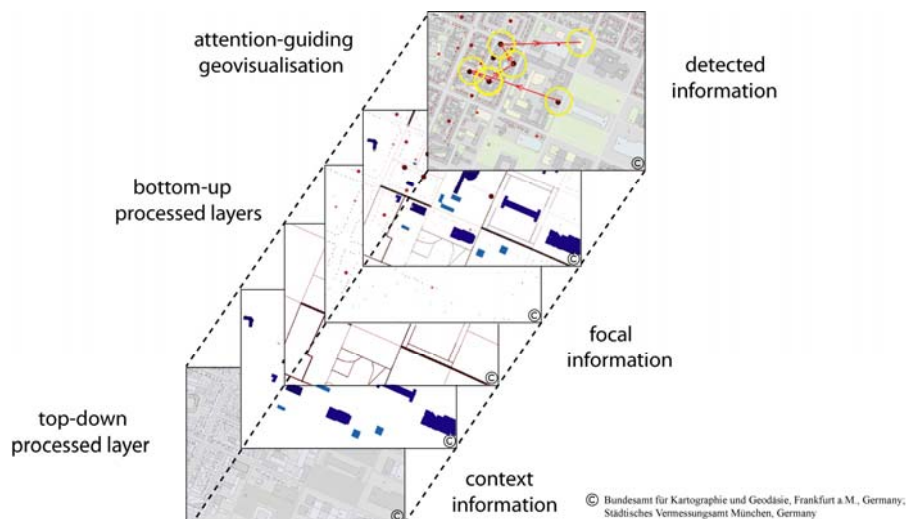 attention-guiding
geovisualisation
detected
information
©
bottom-up
processed layers
©
©
focal
information
©
top-down
processed layer
©
context
information
©
© Bundesamt für Kartographie und Geodäsie, Frankfurt a.M., Germany;
Städtisches Vermessungsamt München, Germany